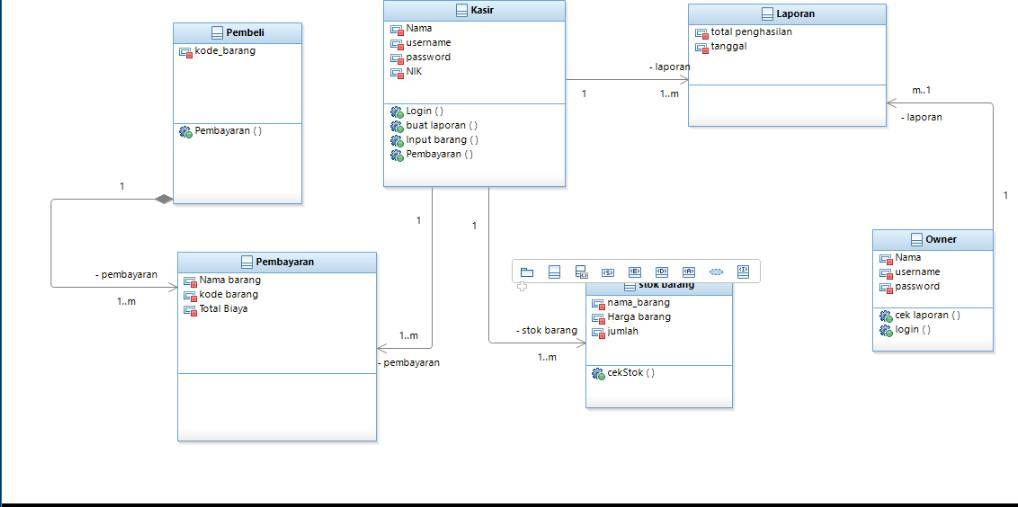 Pembeli
kode_barang
Pembayaran ( )
Kasir
Nama
username
password
NIK
Login ( )
buat laporan ( )
Input barang ( )
Pembayaran ( )
Laporan
total penghasilan
tanggal
- laporan
1
1..m
m..1
- laporan
1
1
- pembayaran
1..m
Pembayaran
Nama barang
kode barang
Total Biaya
1
1..m
- pembayaran
1
- stok barang
1..m
stok barang
nama_barang
Harga barang
jumlah
cekStok ( )
Owner
Nama
username
password
cek laporan ( )
login ( )